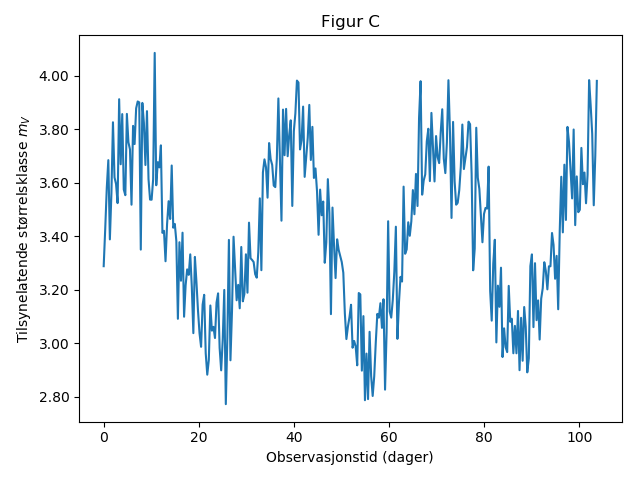 Figur C
Tilsynelatende størrelsklasse m_V
4.00
3.80
3.60
3.40
3.20
3.00
2.80
0 20 40 60 80 100
Observasjonstid (dager)